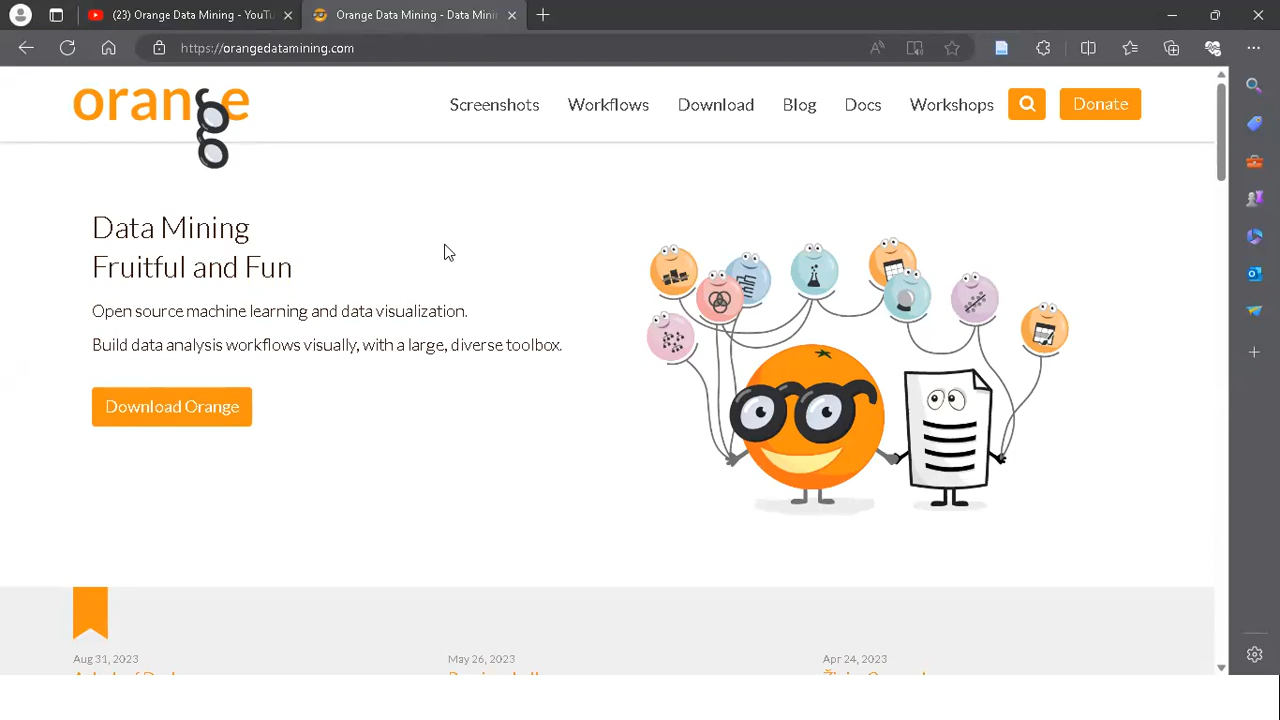 (23) Orange Data Mining - YouTu
Orange Data Mining - Data Mini
https://orangedatamining.com
orange
Screenshots
Workflows
Download
Blog
Docs
Workshops
Donate
Data Mining
Fruitful and Fun
Open source machine learning and data visualization.
Build data analysis workflows visually, with a large, diverse toolbox.
Download Orange
Aug 31, 2023
May 26, 2023
Apr 24, 2023